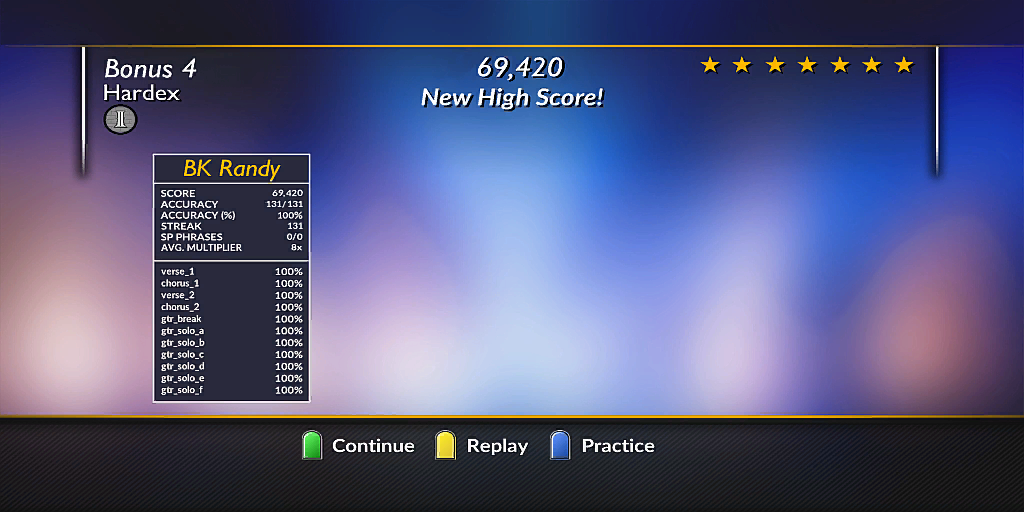 Bonus 4
Hardex
69,420
New High Score!
BK Randy
SCORE 69,420
ACCURACY 131/131
ACCURACY (%) 100%
STREAK 131
SP PHRASES 0/0
AVG. MULTIPLIER 8x
verse_1 100%
chorus_1 100%
verse_2 100%
chorus_2 100%
gtr_break 100%
gtr_solo_a 100%
gtr_solo_b 100%
gtr_solo_c 100%
gtr_solo_d 100%
gtr_solo_e 100%
gtr_solo_f 100%
Continue Replay Practice